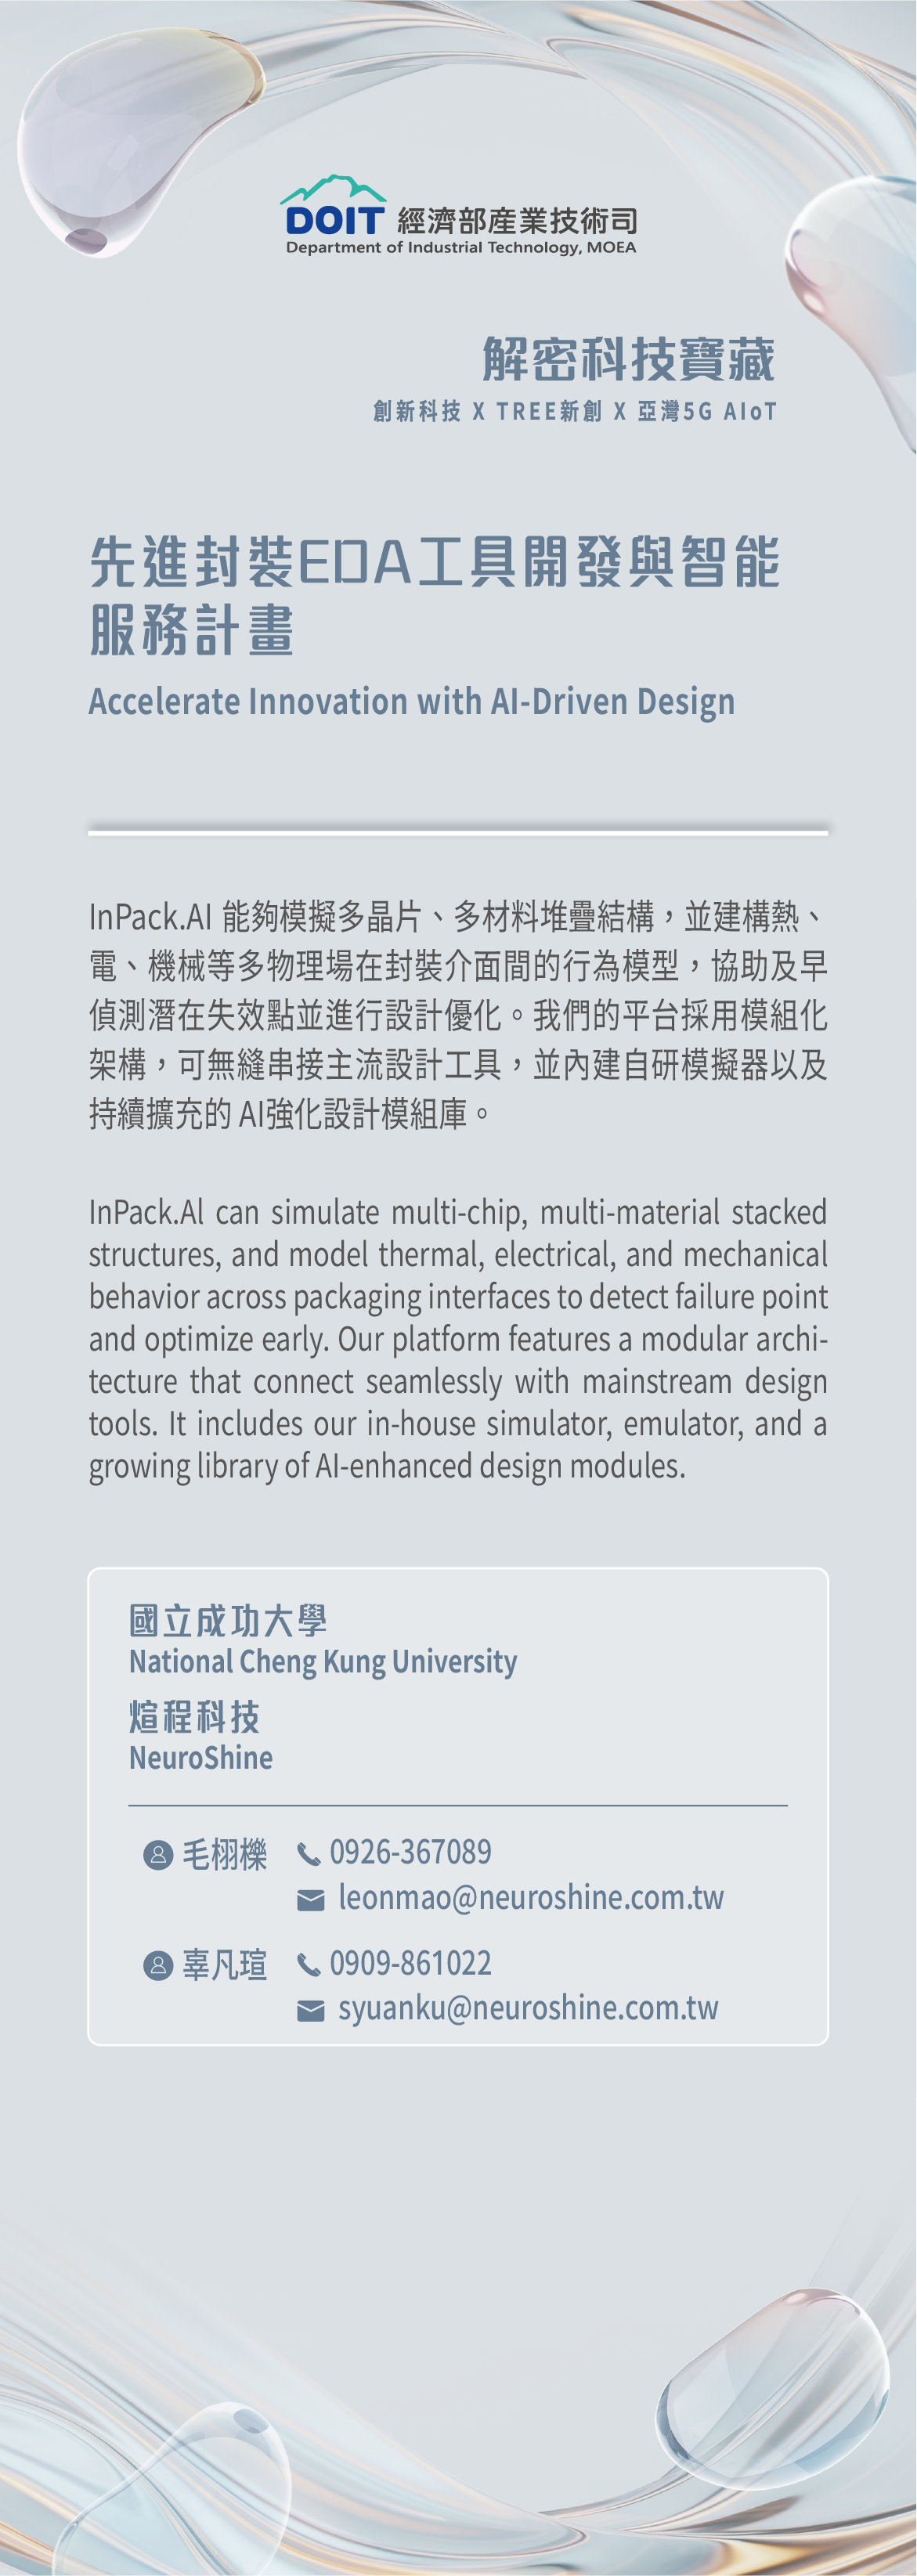 DOIT 經濟部產業技術司
Department of Industrial Technology, MOEA
解密科技寶藏
創新科技 X TREE新創 X 亞灣5G AIoT
先進封裝EDA工具開發與智能
服務計畫
Accelerate Innovation with AI-Driven Design
InPack.AI 能夠模擬多晶片、多材料堆疊結構，並建構熱、
電、機械等多物理場在封裝介面間的行為模型，協助及早
偵測潛在失效點並進行設計優化。我們的平台採用模組化
架構，可無縫串接主流設計工具，並內建自研模擬器以及
持續擴充的 AI強化設計模組庫。
InPack.Al can simulate multi-chip, multi-material stacked
structures, and model thermal, electrical, and mechanical
behavior across packaging interfaces to detect failure point
and optimize early. Our platform features a modular archi-
tecture that connect seamlessly with mainstream design
tools. It includes our in-house simulator, emulator, and a
growing library of AI-enhanced design modules.
國立成功大學
National Cheng Kung University
煊程科技
NeuroShine
毛栩櫟 0926-367089
leonmao@neuroshine.com.tw
辜凡瑄 0909-861022
syuanku@neuroshine.com.tw